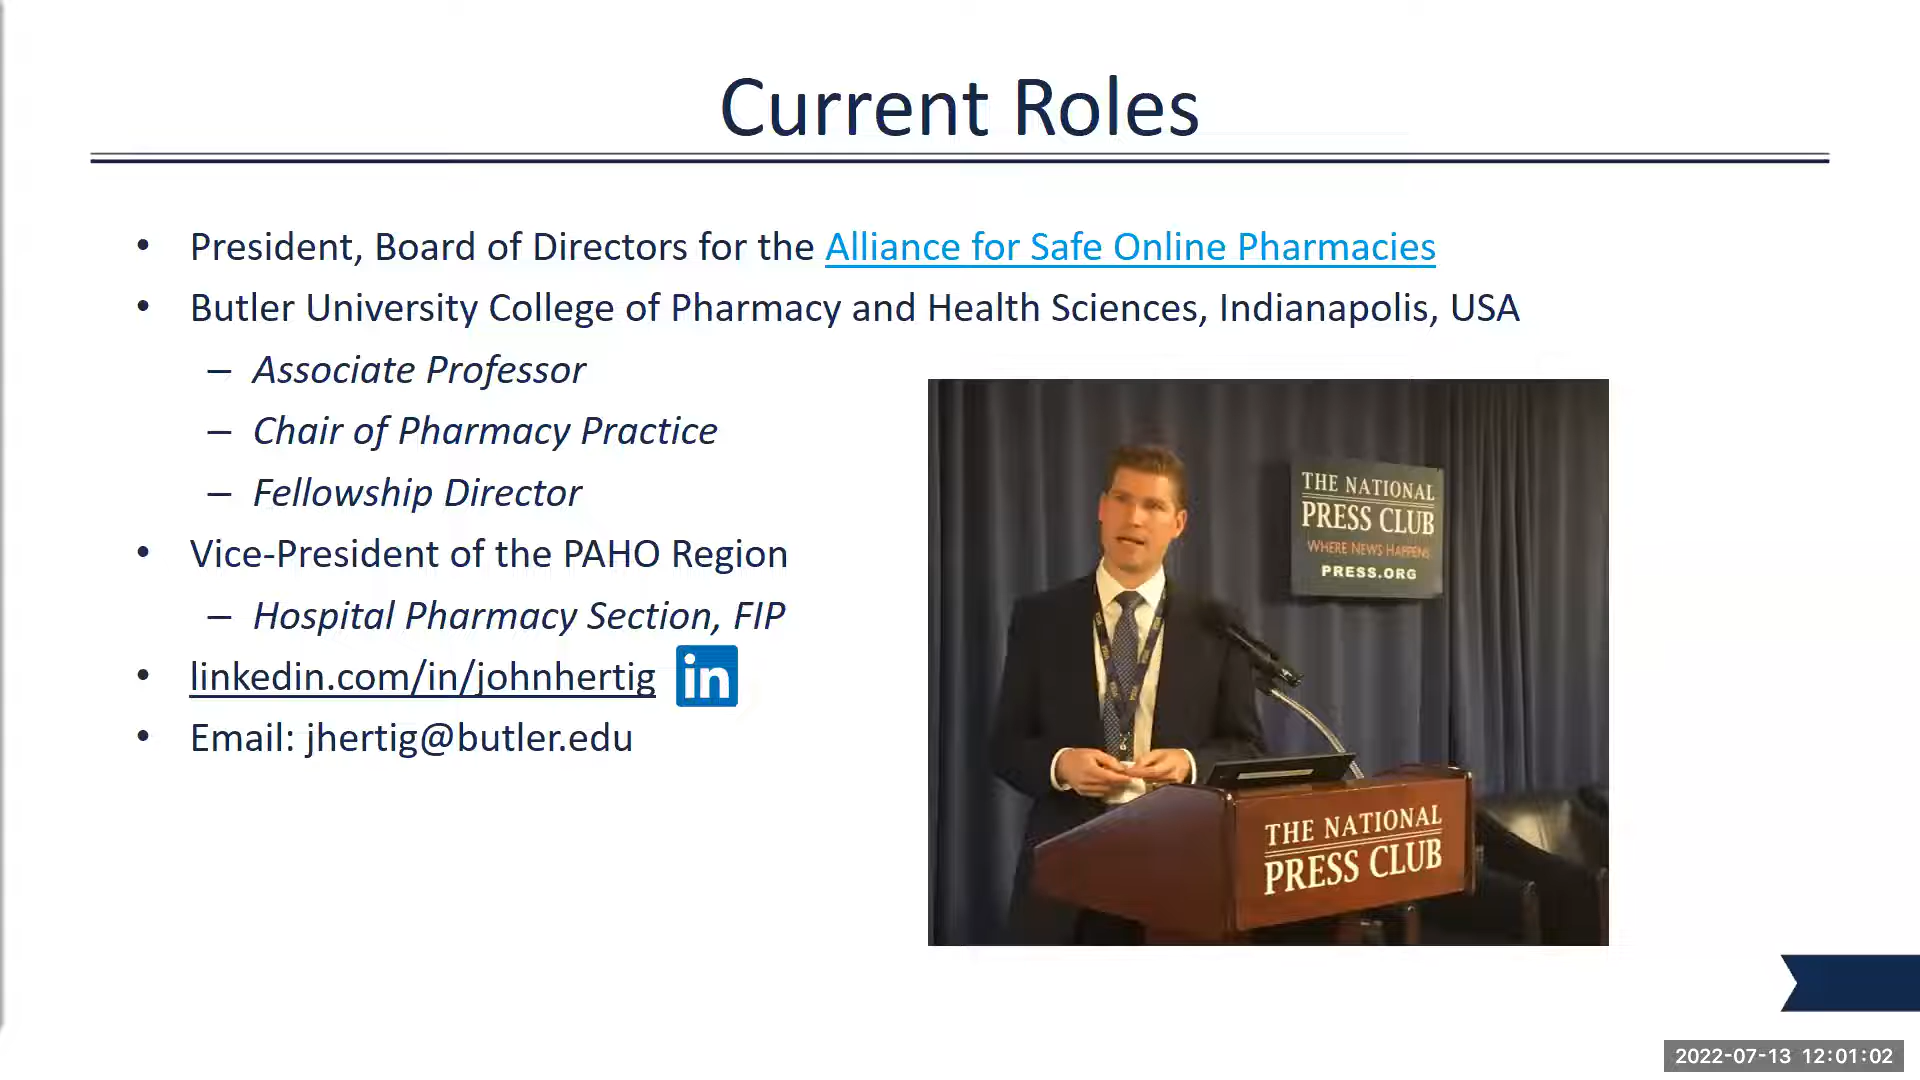 Current Roles
• President, Board of Directors for the Alliance for Safe Online Pharmacies
• Butler University College of Pharmacy and Health Sciences, Indianapolis, USA
– Associate Professor
– Chair of Pharmacy Practice
– Fellowship Director
• Vice-President of the PAHO Region
– Hospital Pharmacy Section, FIP
• linkedin.com/in/johnhertig in
• Email: jhertig@butler.edu
THE NATIONAL
PRESS CLUB
WHERE NEWS HAPPENS
PRESS.ORG
THE NATIONAL
PRESS CLUB
2022-07-13 12:01:02